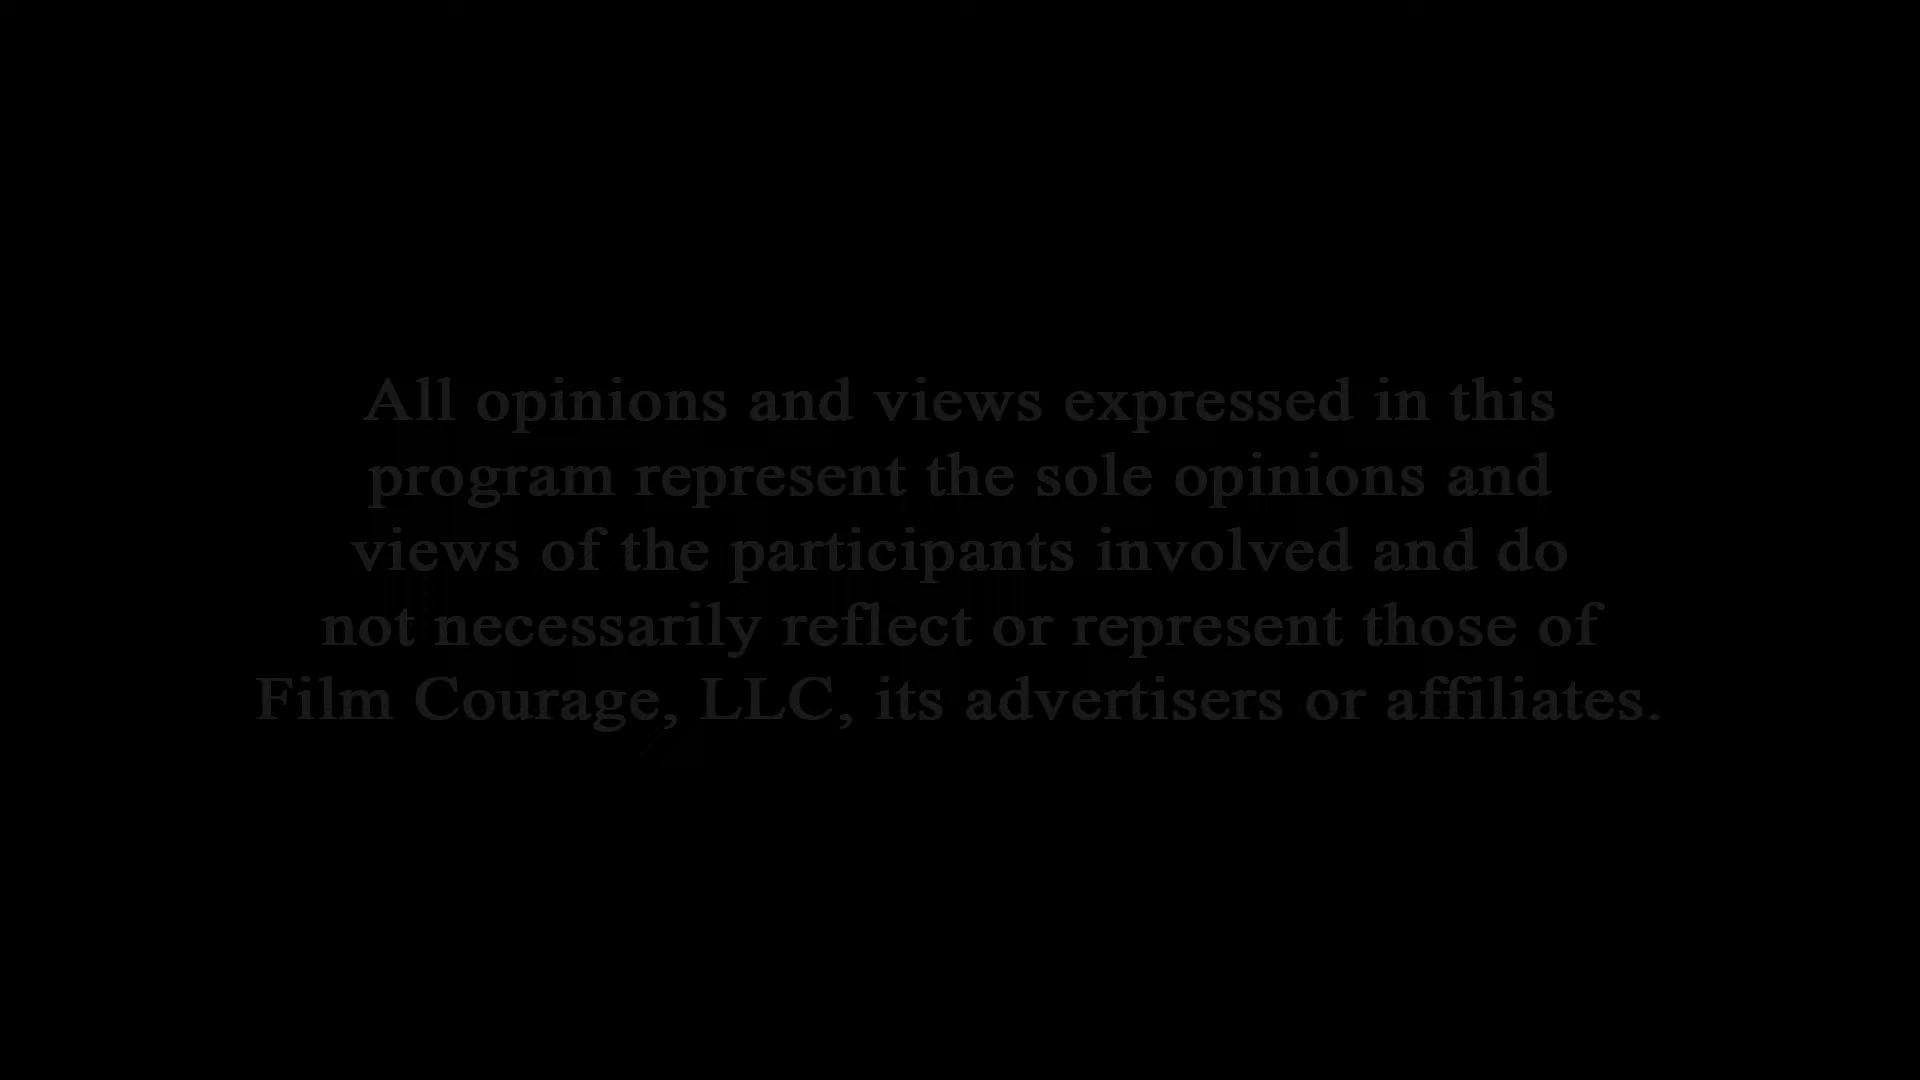 All opinions and views expressed in this
program represent the sole opinions and
views of the participants involved and do
not necessarily reflect or represent those of
Film Courage, LLC, its advertisers or affiliates.